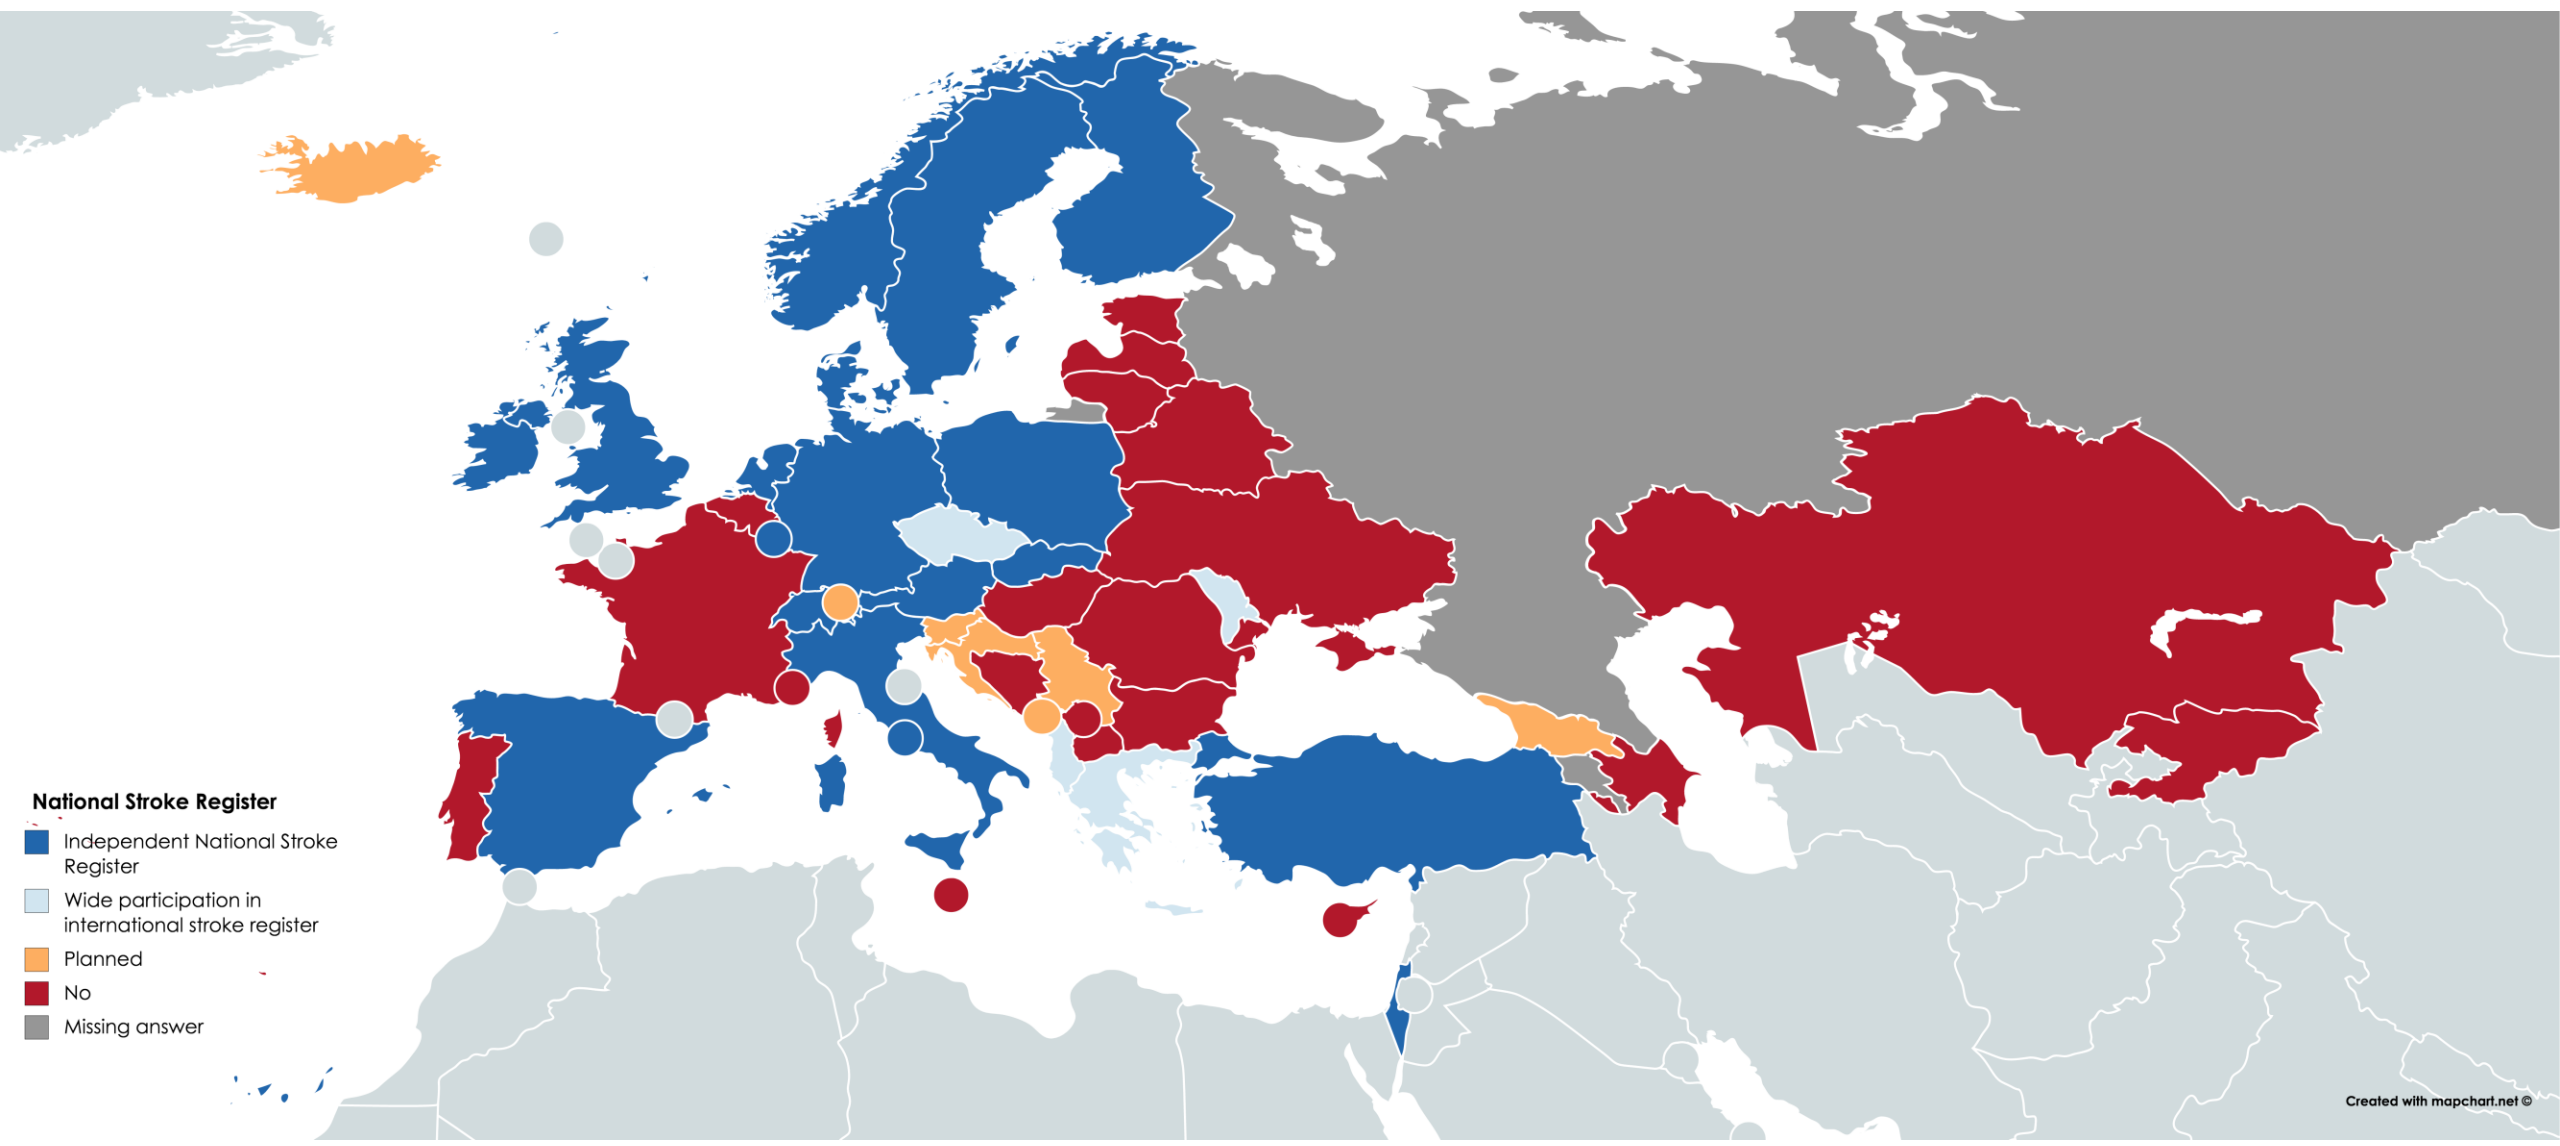 National Stroke Register
Independent National Stroke
Register
Wide participation in
international stroke register
Planned
No
Missing answer
Created with mapchart.net ©